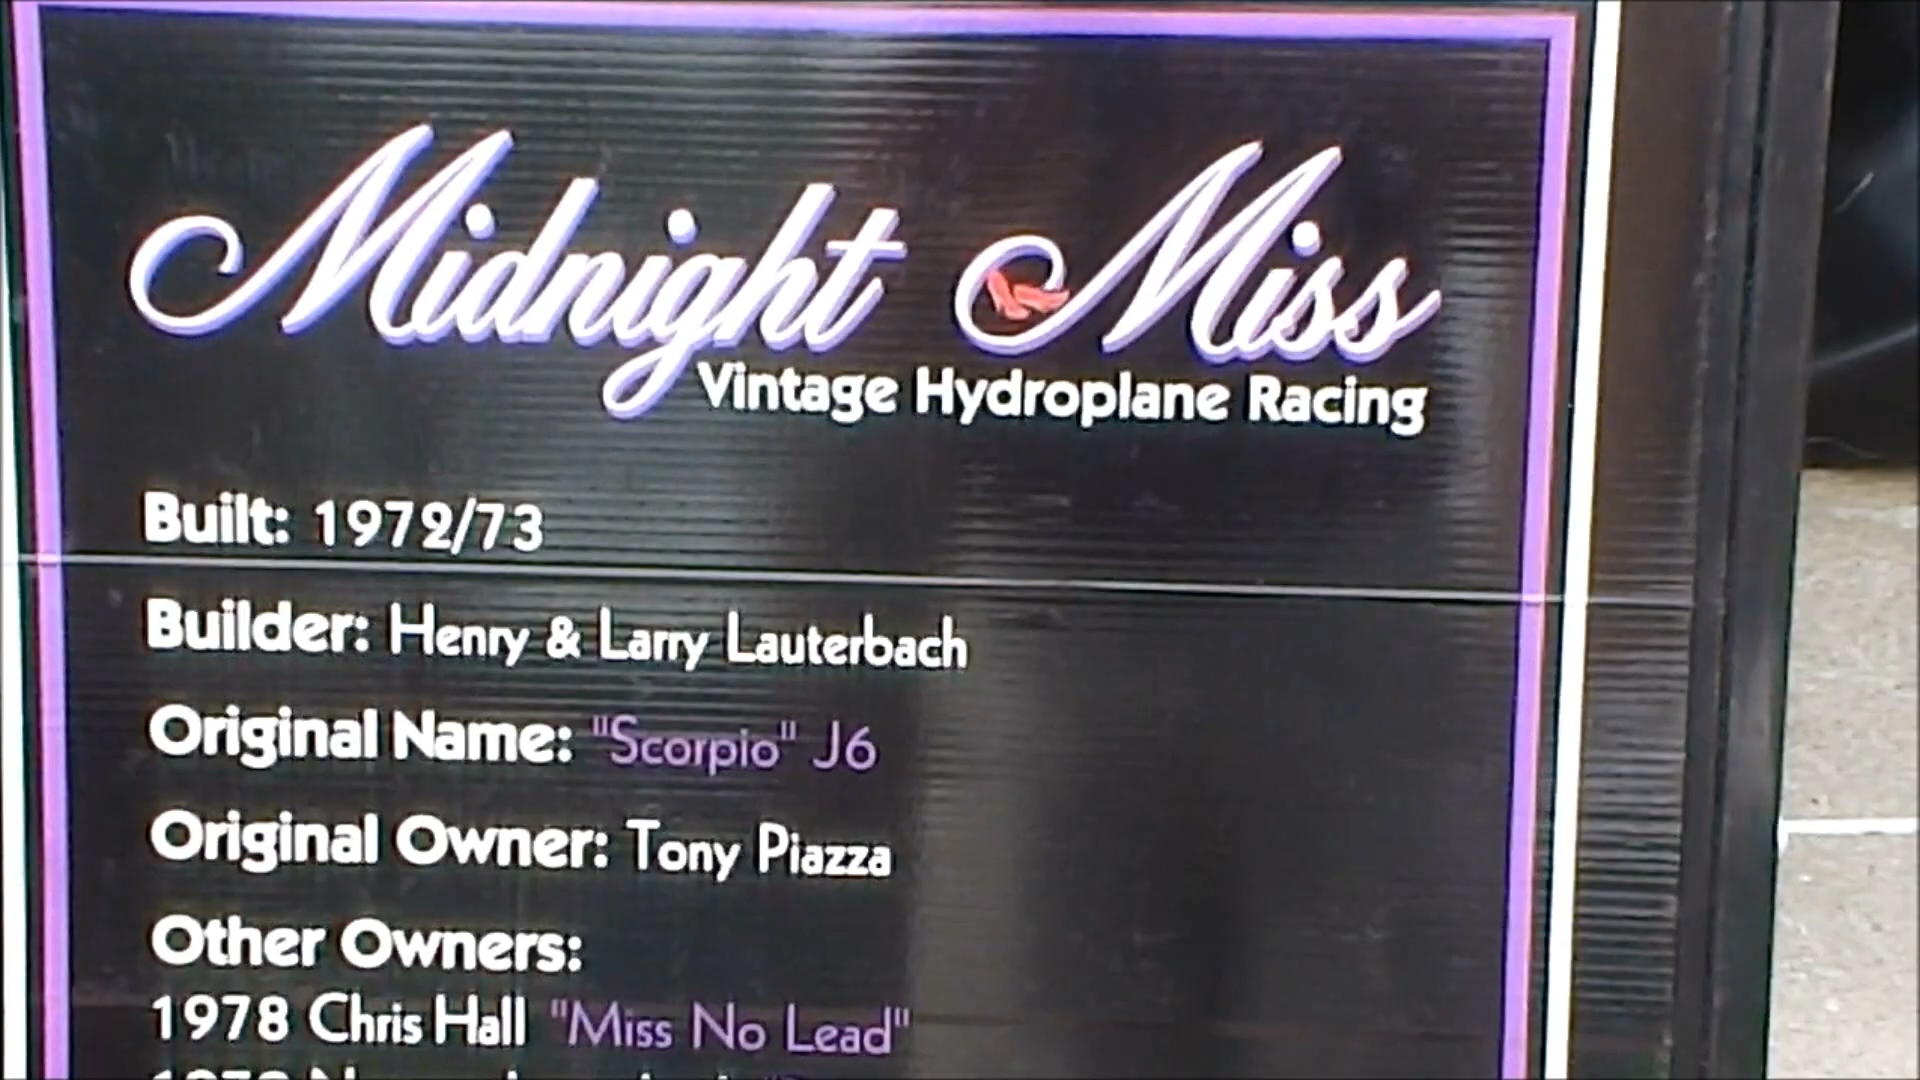 Midnight Miss
Vintage Hydroplane Racing
Built: 1972/73
Builder: Henry & Larry Lauterbach
Original Name: "Scorpio" J6
Original Owner: Tony Piazza
Other Owners:
1978 Chris Hall "Miss No Lead"